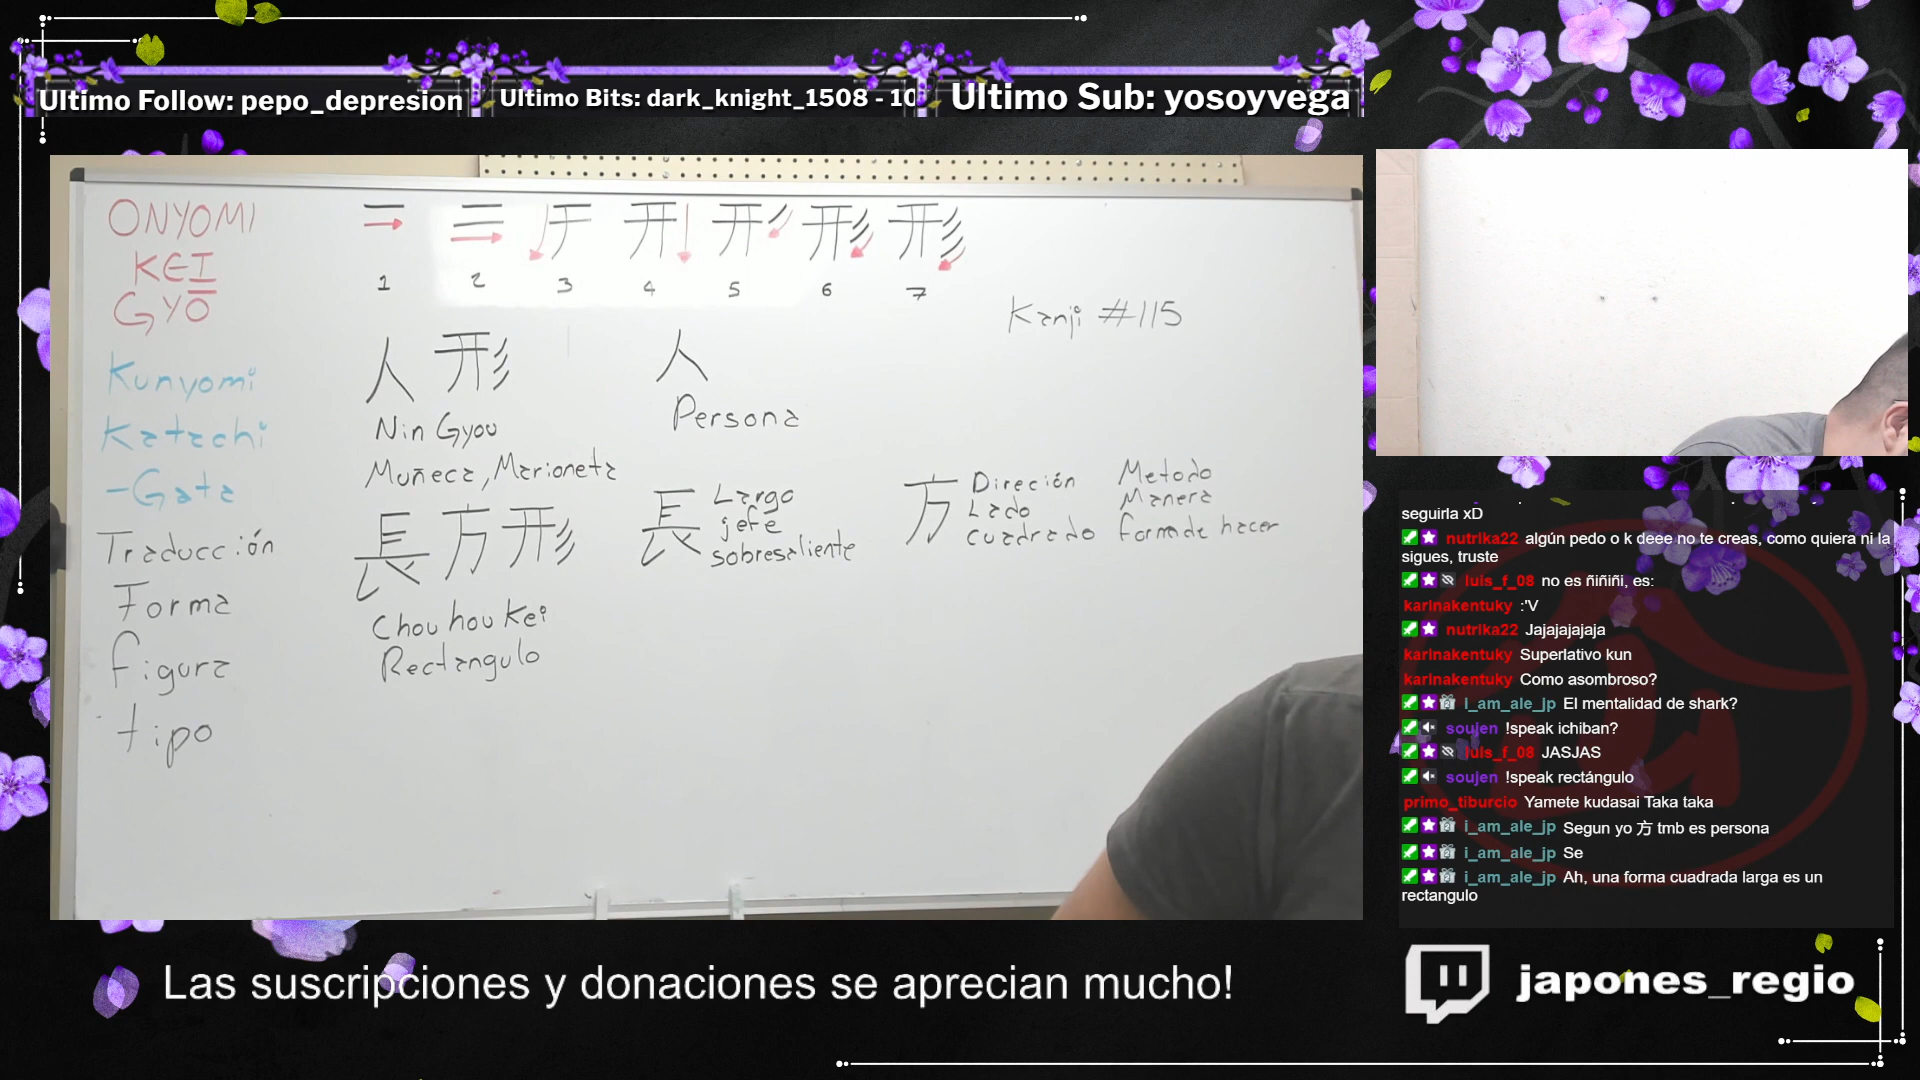 Ultimo Follow: pepo_depresion
Ultimo Bits: dark_knight_1508 - 10
Ultimo Sub: yosoyvega
ONYOMI
KEI
GYO
Kunyomi
Katachi
-Gata
Traducción
Forma
figura
tipo
1 2 3 4 5 6 7
开 形
Kanji #115
人形
Nin Gyou
Muñeca, Marioneta
人
Persona
長方形
Chou hou Kei
Rectangulo
長
Largo
jefe
sobresaliente
方
Direción
Lado
cuadrado
Metodo
Manera
forma de hacer
seguirla xD
nutrika22 algún pedo o k deee no te creas, como quiera ni la
sigues, truste
luis_f_08 no es ñiñiñi, es:
karinakentuky :'V
nutrika22 Jajajajajaja
karinakentuky Superlativo kun
karinakentuky Como asombroso?
i_am_ale_jp El mentalidad de shark?
soujen !speak ichiban?
luis_f_08 JASJAS
soujen !speak rectángulo
primo_tiburcio Yamete kudasai Taka taka
i_am_ale_jp Segun yo 方 tmb es persona
i_am_ale_jp Se
i_am_ale_jp Ah, una forma cuadrada larga es un
rectangulo
Las suscripciones y donaciones se aprecian mucho!
japones_regio